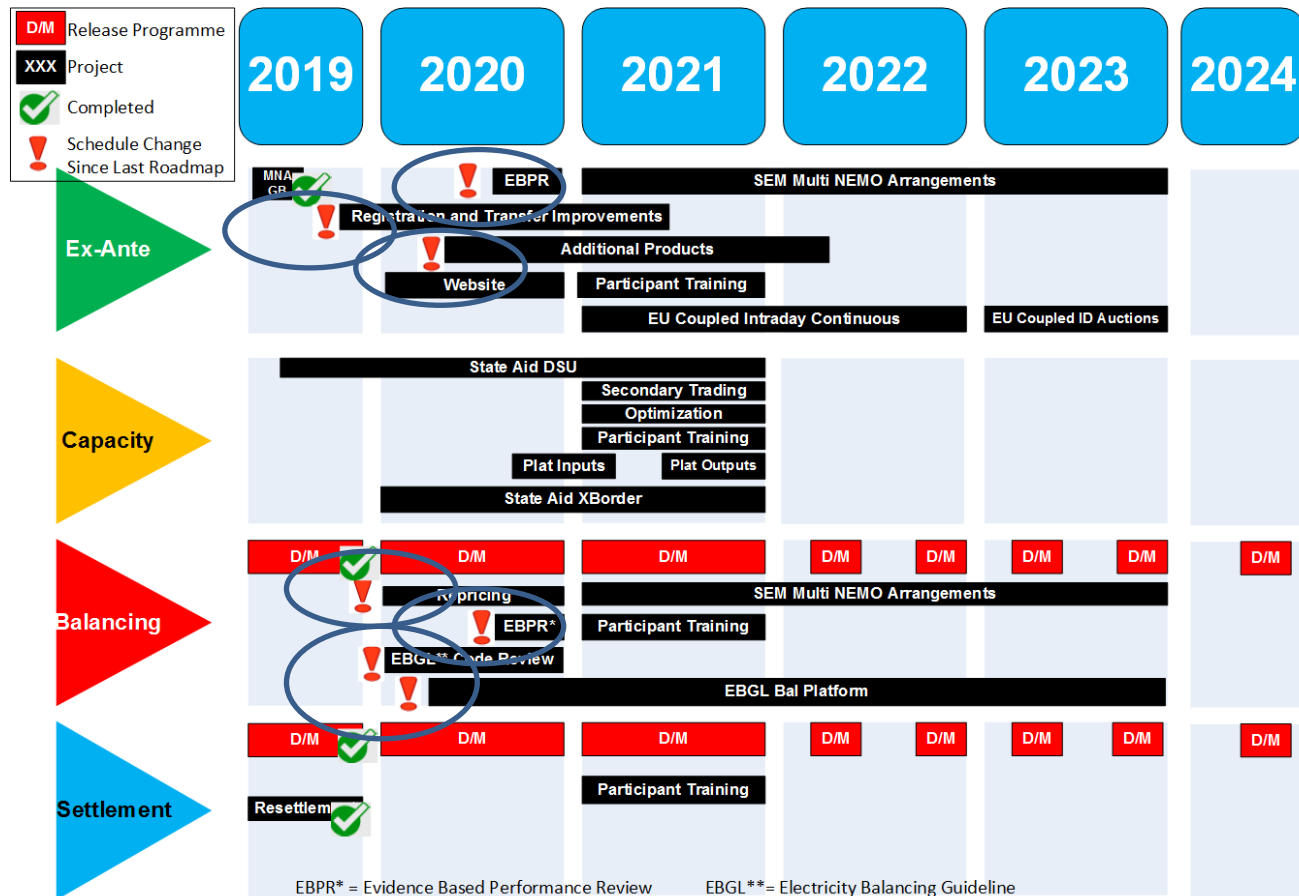 D/M Release Programme
XXX Project
Completed
Schedule Change
Since Last Roadmap
2019 2020 2021 2022 2023 2024
Ex-Ante
MNA
GB
EBPR SEM Multi NEMO Arrangements
Registration and Transfer Improvements
Additional Products
Website Participant Training
EU Coupled Intraday Continuous EU Coupled ID Auctions
Capacity
State Aid DSU
Secondary Trading
Optimization
Participant Training
Plat Inputs Plat Outputs
State Aid XBorder
Balancing
D/M D/M D/M D/M D/M D/M D/M D/M
Repricing SEM Multi NEMO Arrangements
EBPR* Participant Training
EBGL** Code Review
EBGL Bal Platform
Settlement
D/M D/M D/M D/M D/M D/M D/M D/M
Participant Training
Resettlem
EBPR* = Evidence Based Performance Review EBGL**= Electricity Balancing Guideline